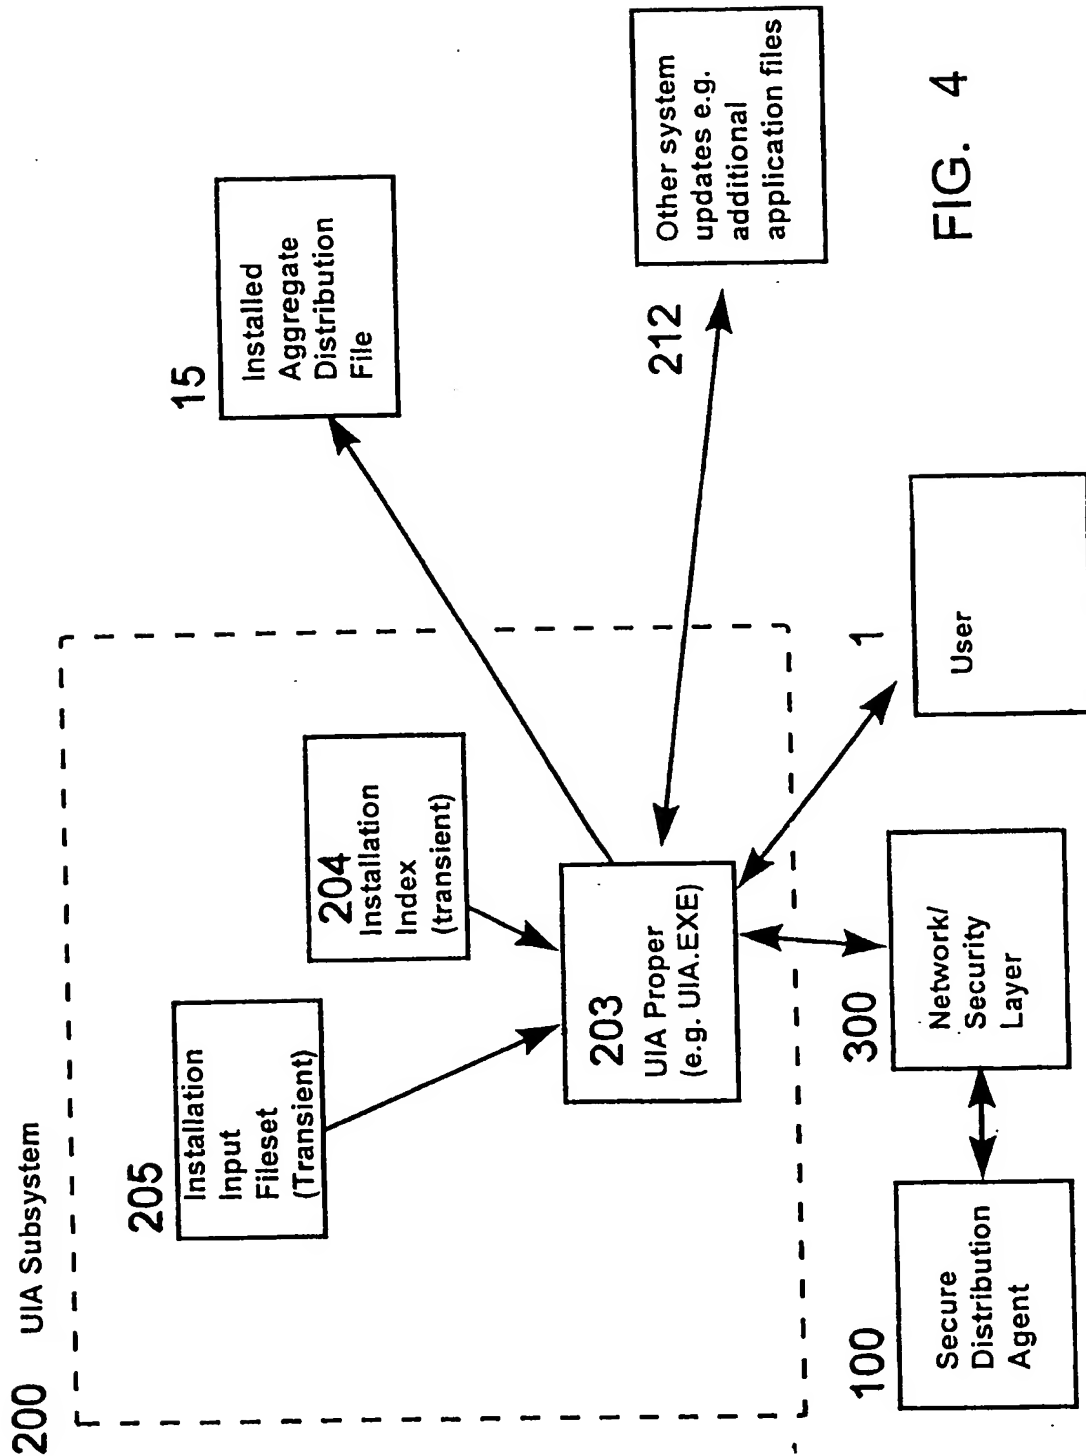 200 UIA Subsystem
205
Installation
Input
Fileset
(Transient)
204
Installation
Index
(transient)
15
Installed
Aggregate
Distribution
File
203
UIA Proper
(e.g. UIA.EXE)
212
Other system
updates e.g.
additional
application files
100
Secure
Distribution
Agent
300
Network/
Security
Layer
1
User
FIG. 4